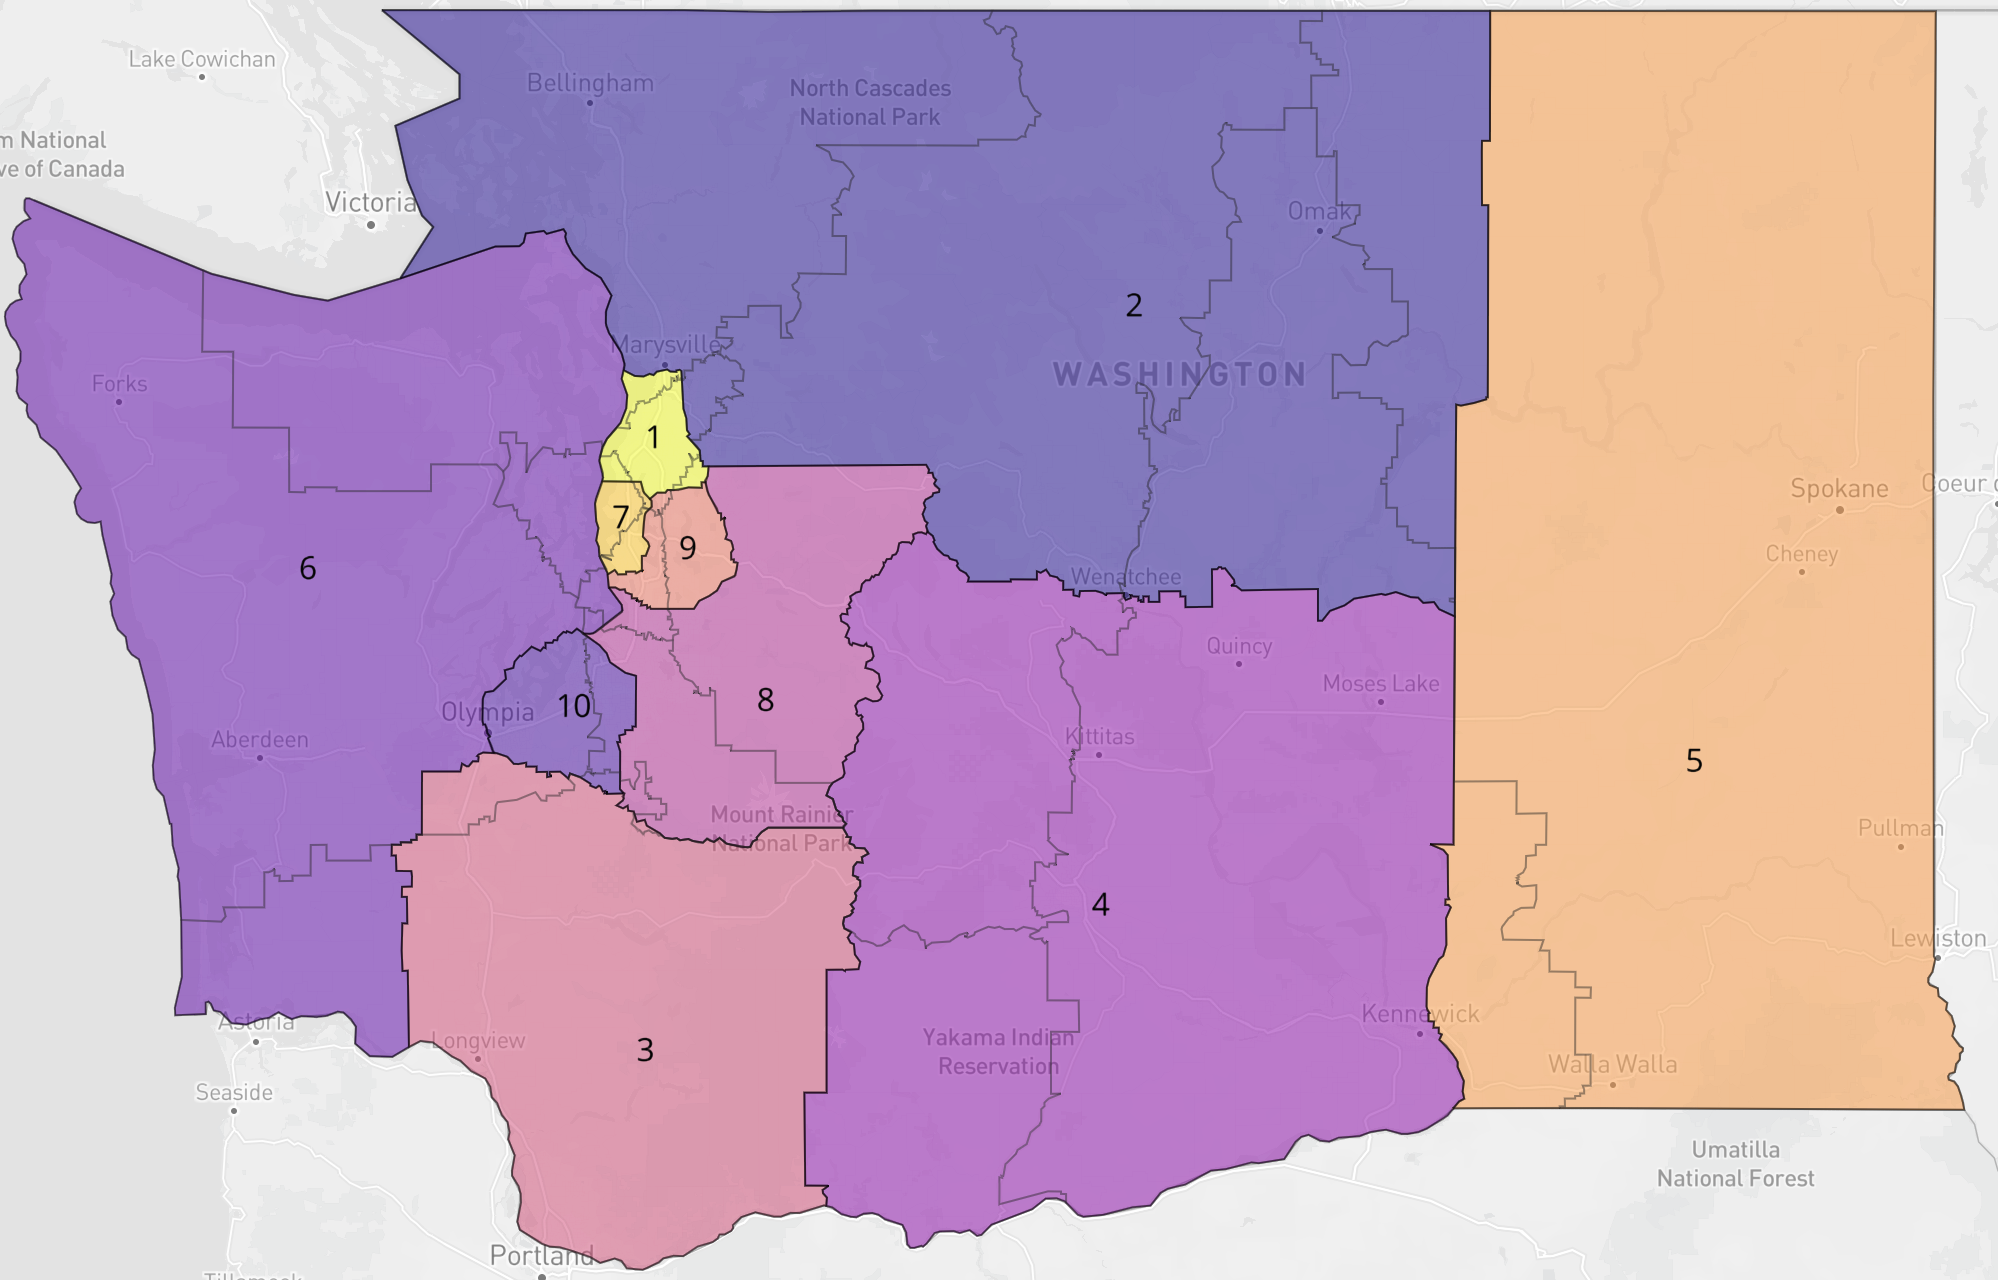 Lake Cowichan
Bellingham
North Cascades
National Park
m National
ve of Canada
Victoria
Omak
2
Marysville
WASHINGTON
Forks
1
Spokane
Coeur d
7
9
Cheney
6
Wenatchee
Quincy
Moses Lake
8
10
Olympia
Aberdeen
Kittitas
5
Mount Rainier
National Park
Pullman
4
Lewiston
Kennewick
Astoria
Longview
3
Yakama Indian
Reservation
Walla Walla
Seaside
Umatilla
National Forest
Portland
Tillamook